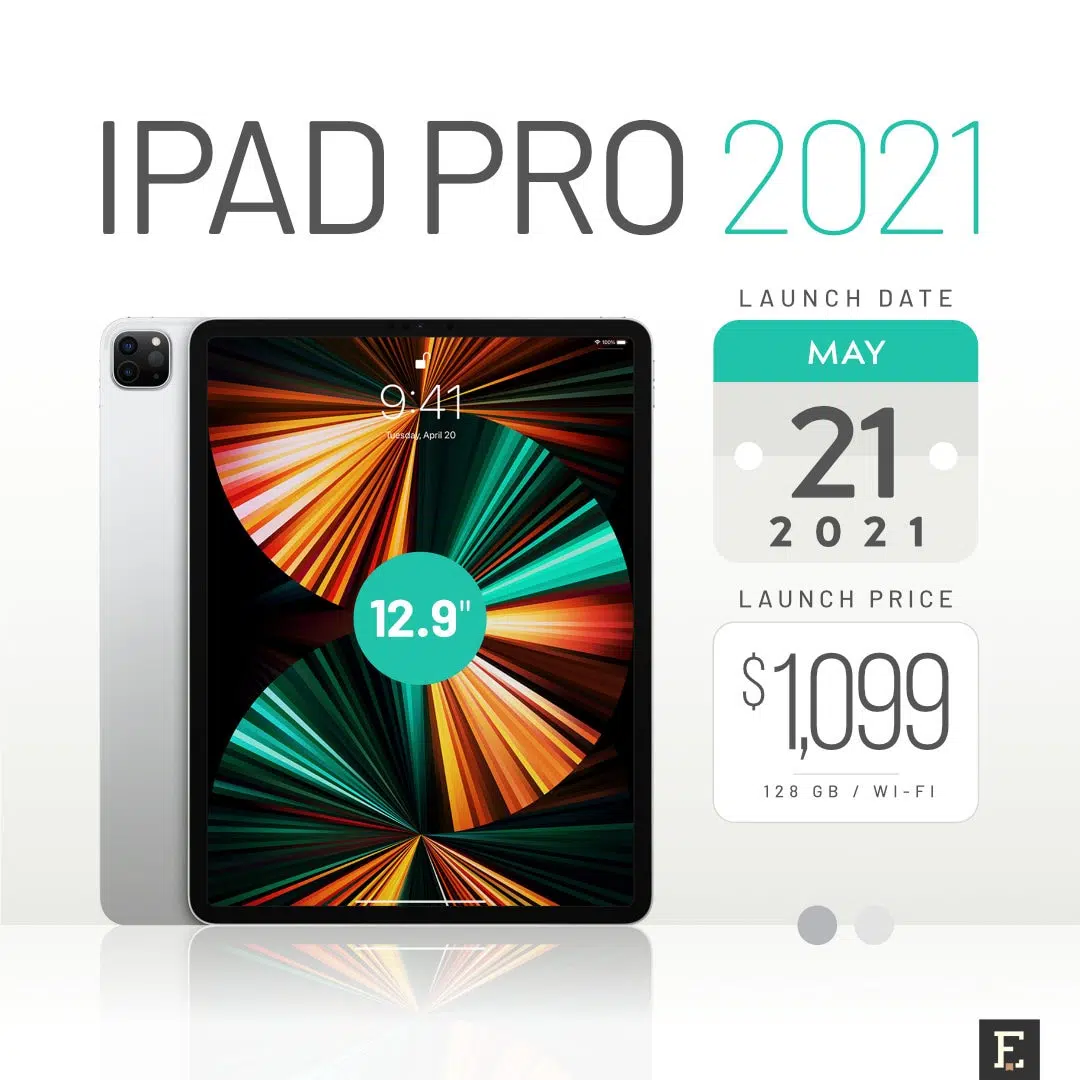 IPAD PRO 2021
LAUNCH DATE
MAY
21
2021
100%
9:41
Tuesday, April 20
12.9"
LAUNCH PRICE
$1,099
128 GB / WI-FI
E